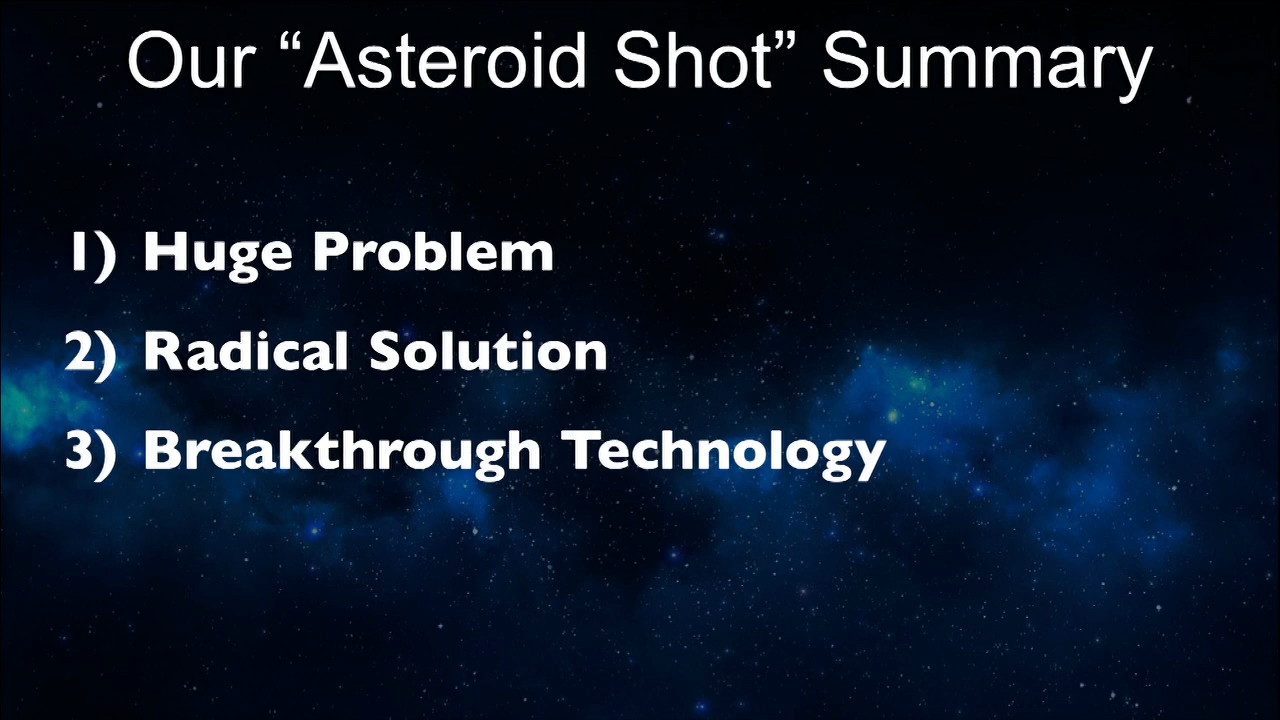 Our “Asteroid Shot” Summary
1) Huge Problem
2) Radical Solution
3) Breakthrough Technology